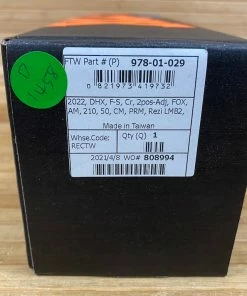 FTW Part # (P) 978-01-029
0 821973 419732
2022, DHX, F-S, Cr, 2pos-Adj, FOX,
AM, 210, 50, CM, PRM, Rezi LM82,
Made in Taiwan
Whse.Code: Qty (Q) 1
RECTW
2021/4/8 WO# 808994